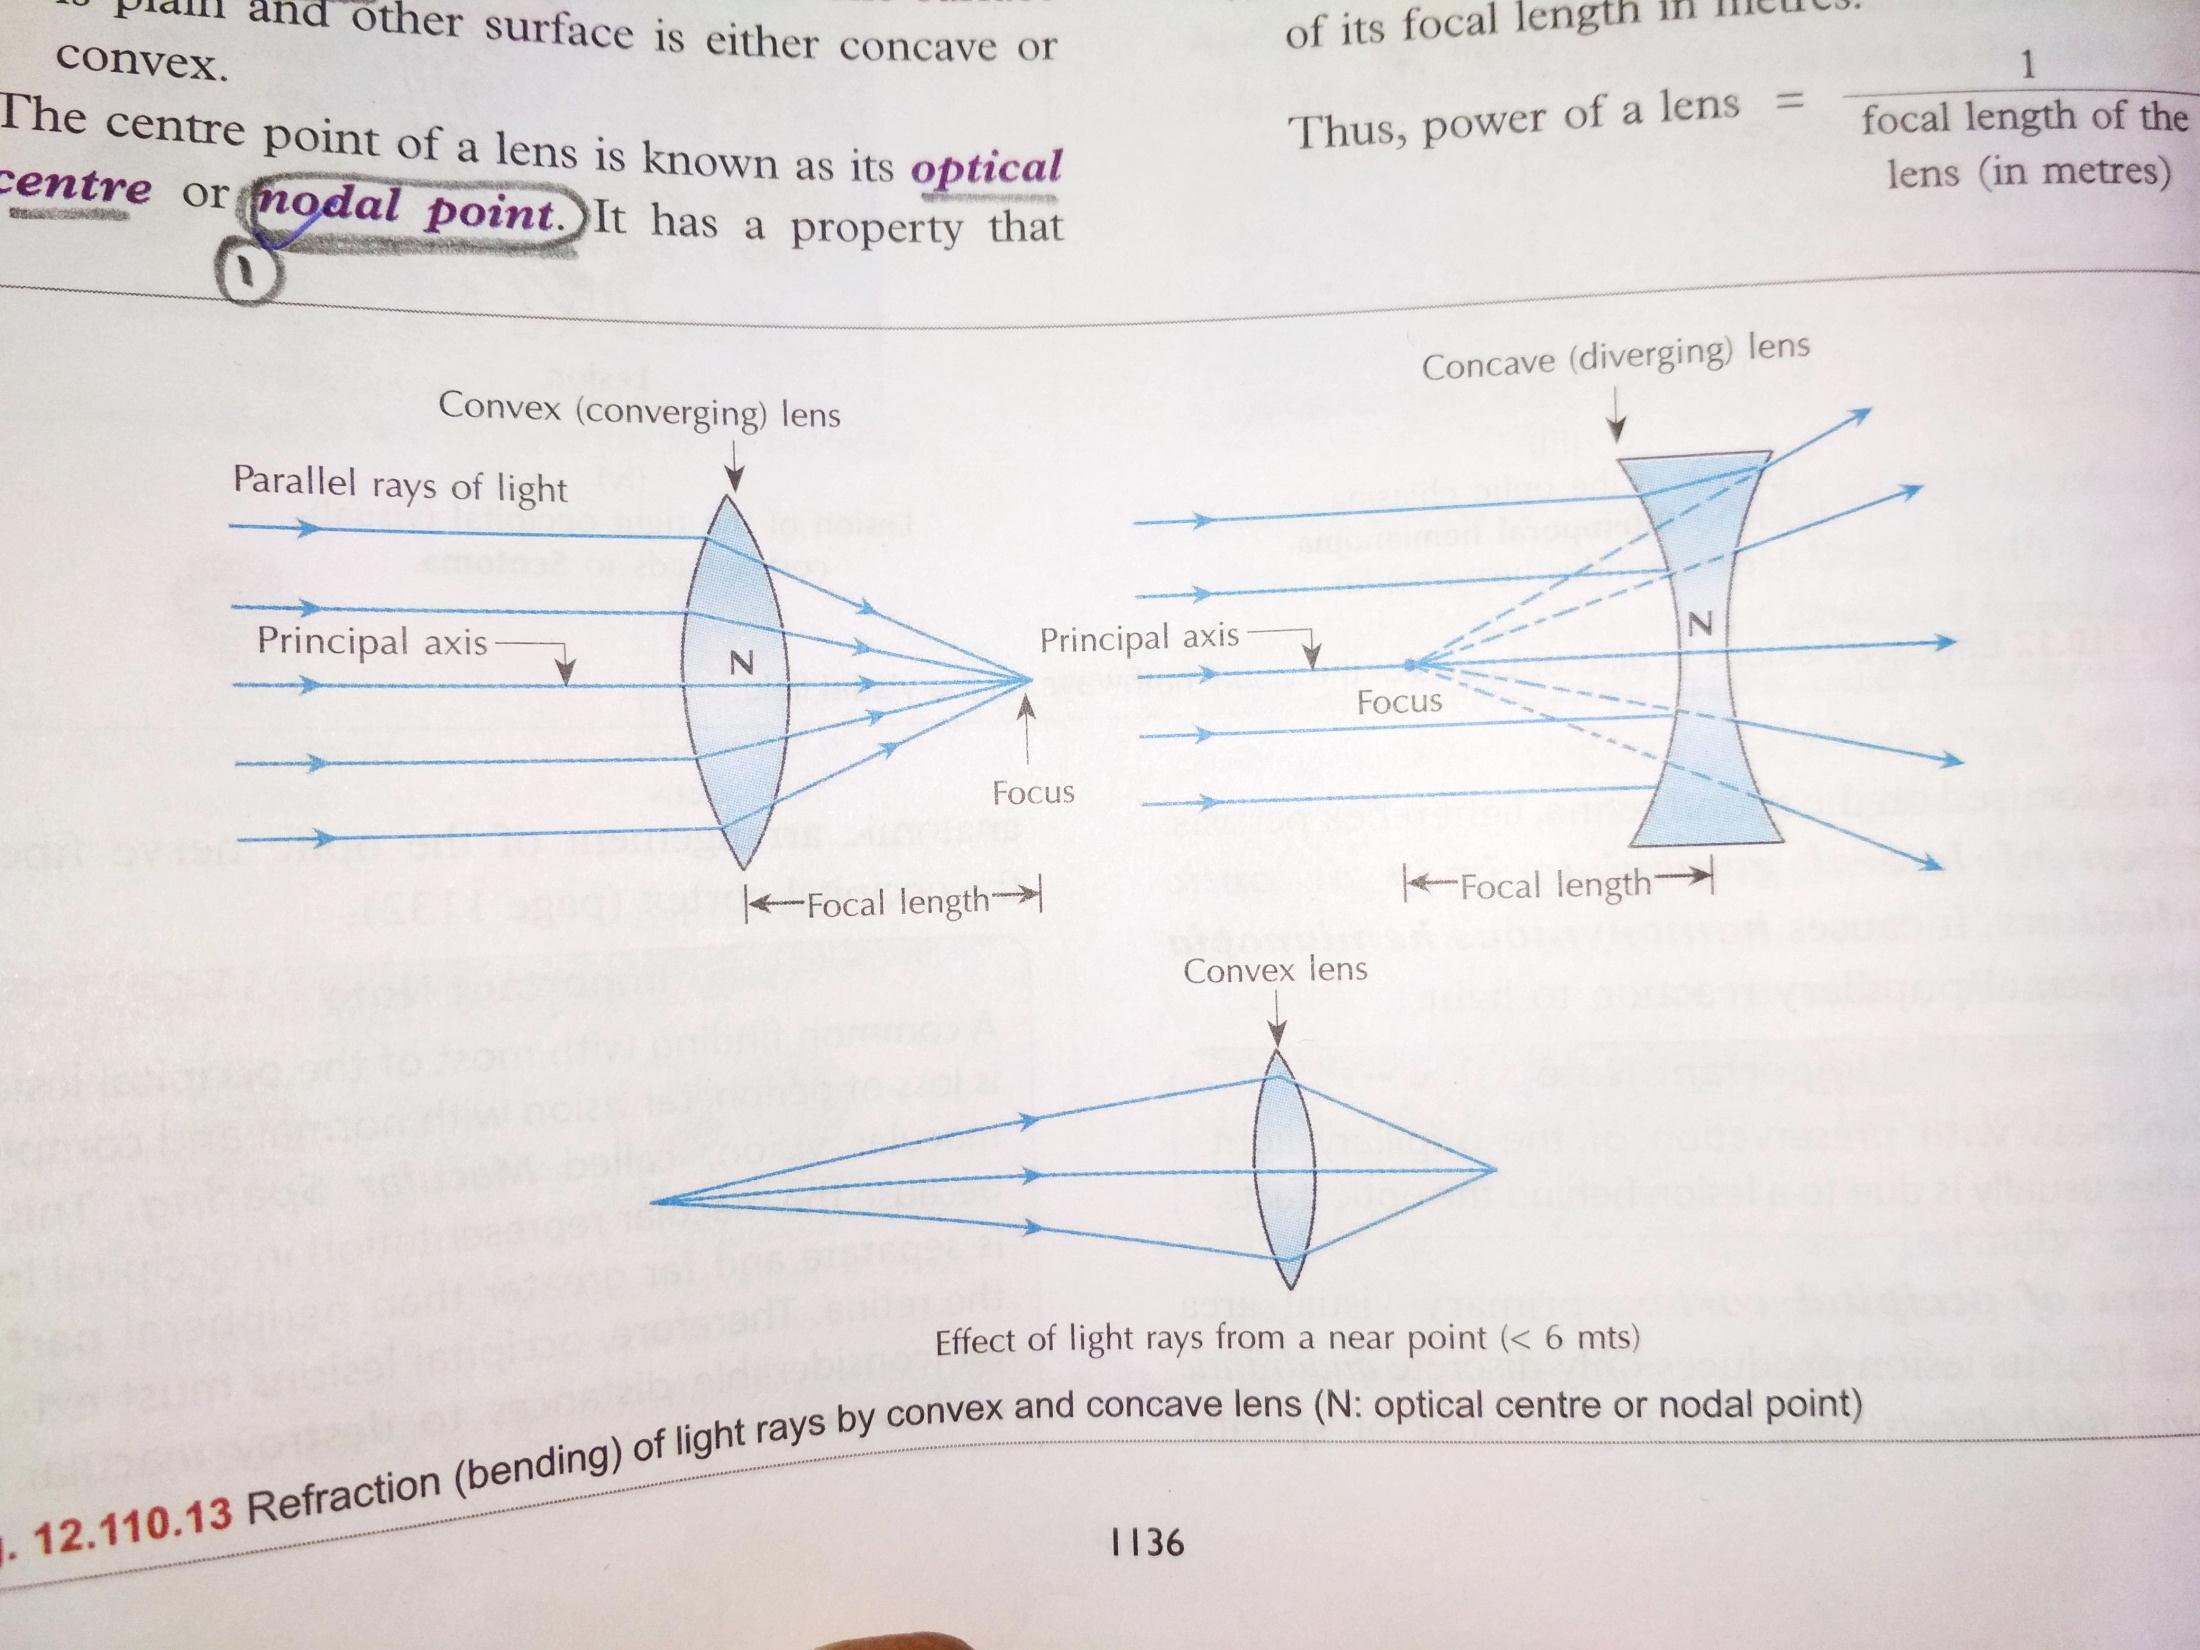 is plain and other surface is either concave or
convex.
The centre point of a lens is known as its optical
centre or nodal point. It has a property that
1
of its focal length in metres.
Thus, power of a lens = 1
focal length of the
lens (in metres)
Convex (converging) lens
Parallel rays of light
Principal axis
N
Focus
Focal length
Concave (diverging) lens
Principal axis
N
Focus
Focal length
Convex lens
Effect of light rays from a near point (< 6 mts)
. 12.110.13 Refraction (bending) of light rays by convex and concave lens (N: optical centre or nodal point)
1136